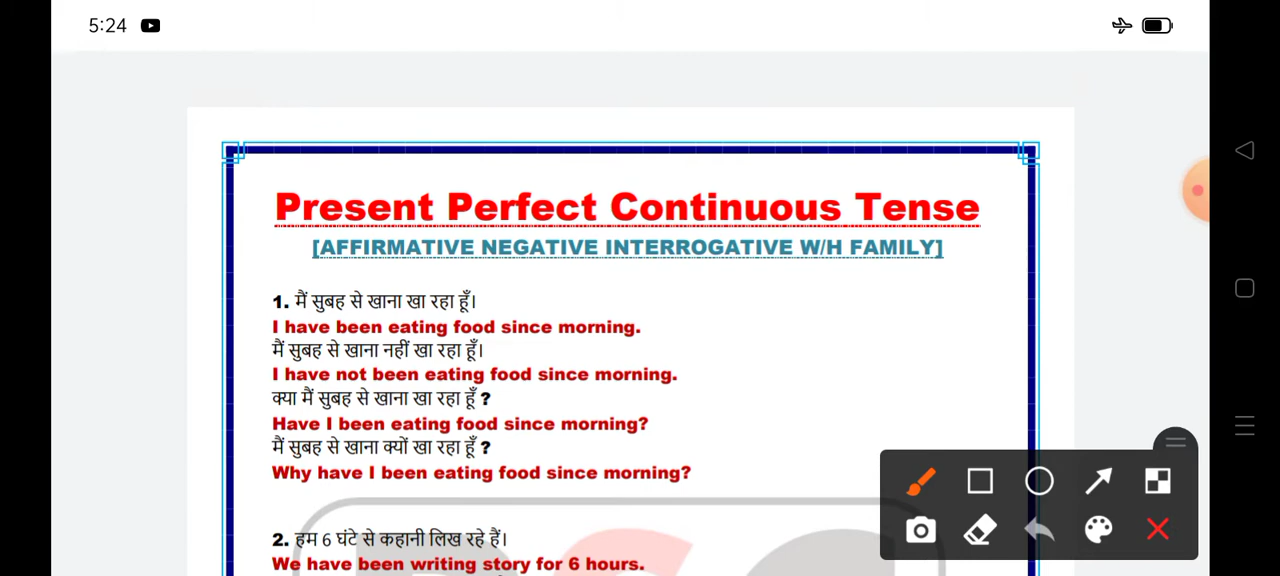 5:24
Present Perfect Continuous Tense
[AFFIRMATIVE NEGATIVE INTERROGATIVE W/H FAMILY]
1. मैं सुबह से खाना खा रहा हूँ।
I have been eating food since morning.
मैं सुबह से खाना नहीं खा रहा हूँ।
I have not been eating food since morning.
क्या मैं सुबह से खाना खा रहा हूँ ?
Have I been eating food since morning?
मैं सुबह से खाना क्यों खा रहा हूँ ?
Why have I been eating food since morning?
2. हम 6 घंटे से कहानी लिख रहे हैं।
We have been writing story for 6 hours.